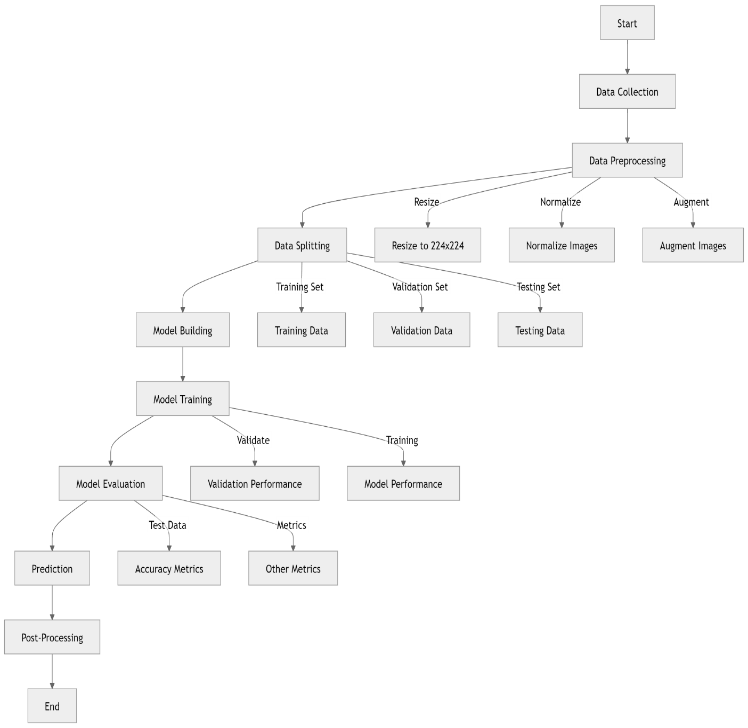 Start
Data Collection
Data Preprocessing
Resize
Normalize
Augment
Data Splitting
Resize to 224x224
Normalize Images
Augment Images
Training Set
Validation Set
Testing Set
Model Building
Training Data
Validation Data
Testing Data
Model Training
Validate
Training
Model Evaluation
Validation Performance
Model Performance
Test Data
Metrics
Prediction
Accuracy Metrics
Other Metrics
Post-Processing
End